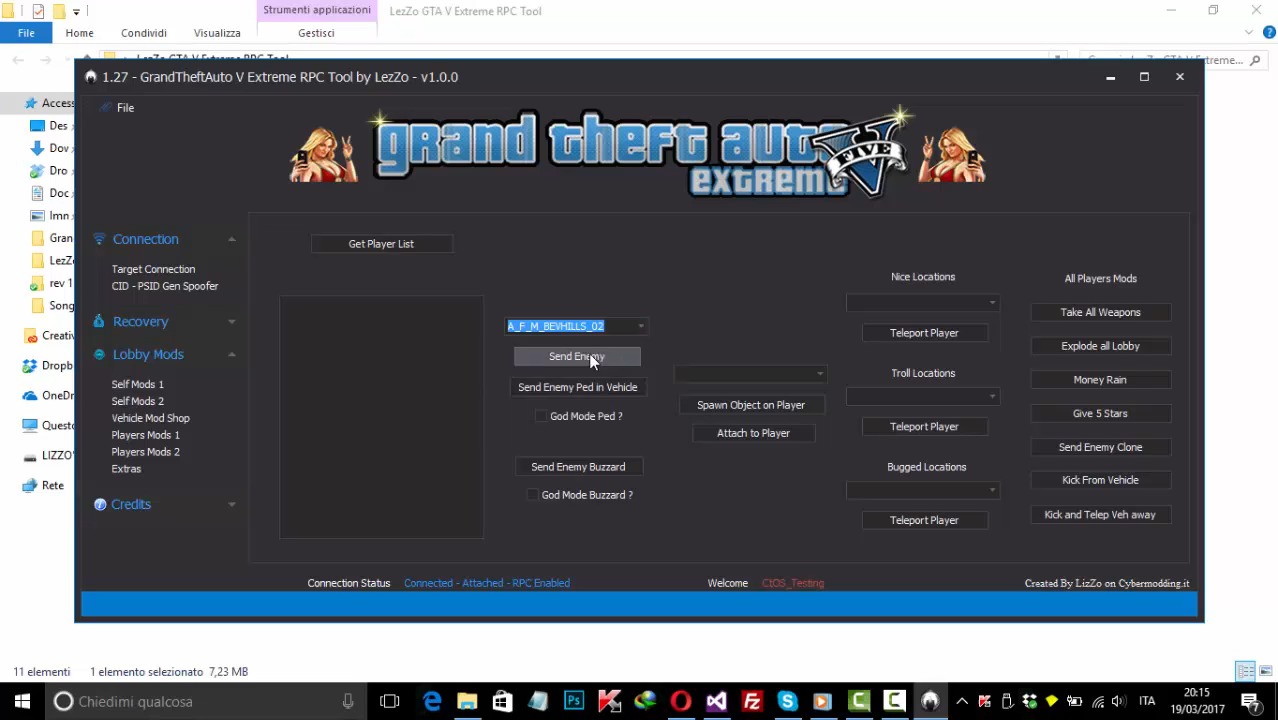 Strumenti applicazioni
LezZo GTA V Extreme RPC Tool
File
Home
Condividi
Visualizza
Gestisci
1.27 - GrandTheftAuto V Extreme RPC Tool by LezZo - v1.0.0
File
grand theft auto
FIVE
extreme
Access
Des
Dov
Dro
Doc
Imn
Gran
LezZ
rev 1
Song
Creativ
Dropb
OneDr
Questo
LIZZO'
Rete
Connection
Target Connection
CID - PSID Gen Spoofer
Recovery
Lobby Mods
Self Mods 1
Self Mods 2
Vehicle Mod Shop
Players Mods 1
Players Mods 2
Extras
Credits
Get Player List
A_F_M_BEVHILLS_02
Send Enemy
Send Enemy Ped in Vehicle
God Mode Ped ?
Send Enemy Buzzard
God Mode Buzzard ?
Spawn Object on Player
Attach to Player
Nice Locations
Teleport Player
Troll Locations
Teleport Player
Bugged Locations
Teleport Player
All Players Mods
Take All Weapons
Explode all Lobby
Money Rain
Give 5 Stars
Send Enemy Clone
Kick From Vehicle
Kick and Telep Veh away
Connection Status
Connected - Attached - RPC Enabled
Welcome
CtOS_Testing
Created By LizZo on Cybermodding.it
11 elementi
1 elemento selezionato 7,23 MB
Chiedimi qualcosa
ITA
20:15
19/03/2017